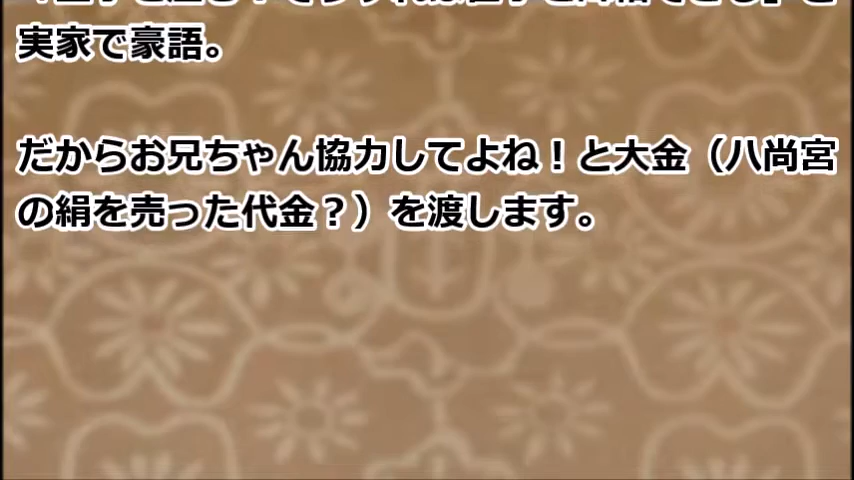 実家で豪語。
だからお兄ちゃん協力してよね！と大金（八尚宮
の絹を売った代金？）を渡します。